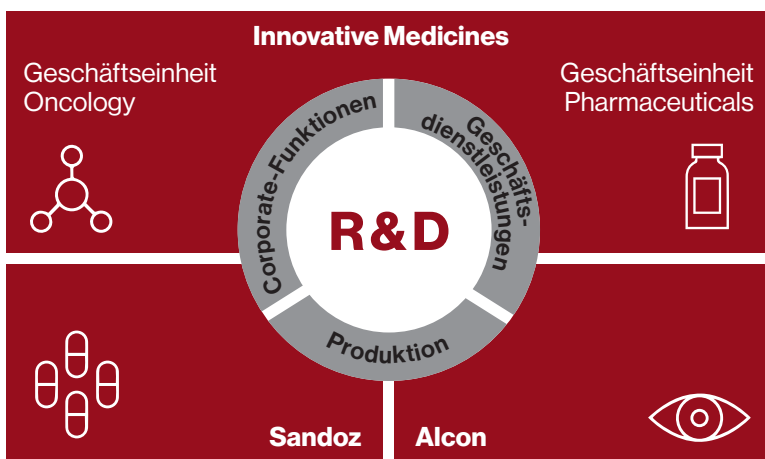 Innovative Medicines
Geschäftseinheit
Oncology
Geschäftseinheit
Pharmaceuticals
Corporate-Funktionen
Geschäfts-
dienstleistungen
R&D
Produktion
Sandoz
Alcon